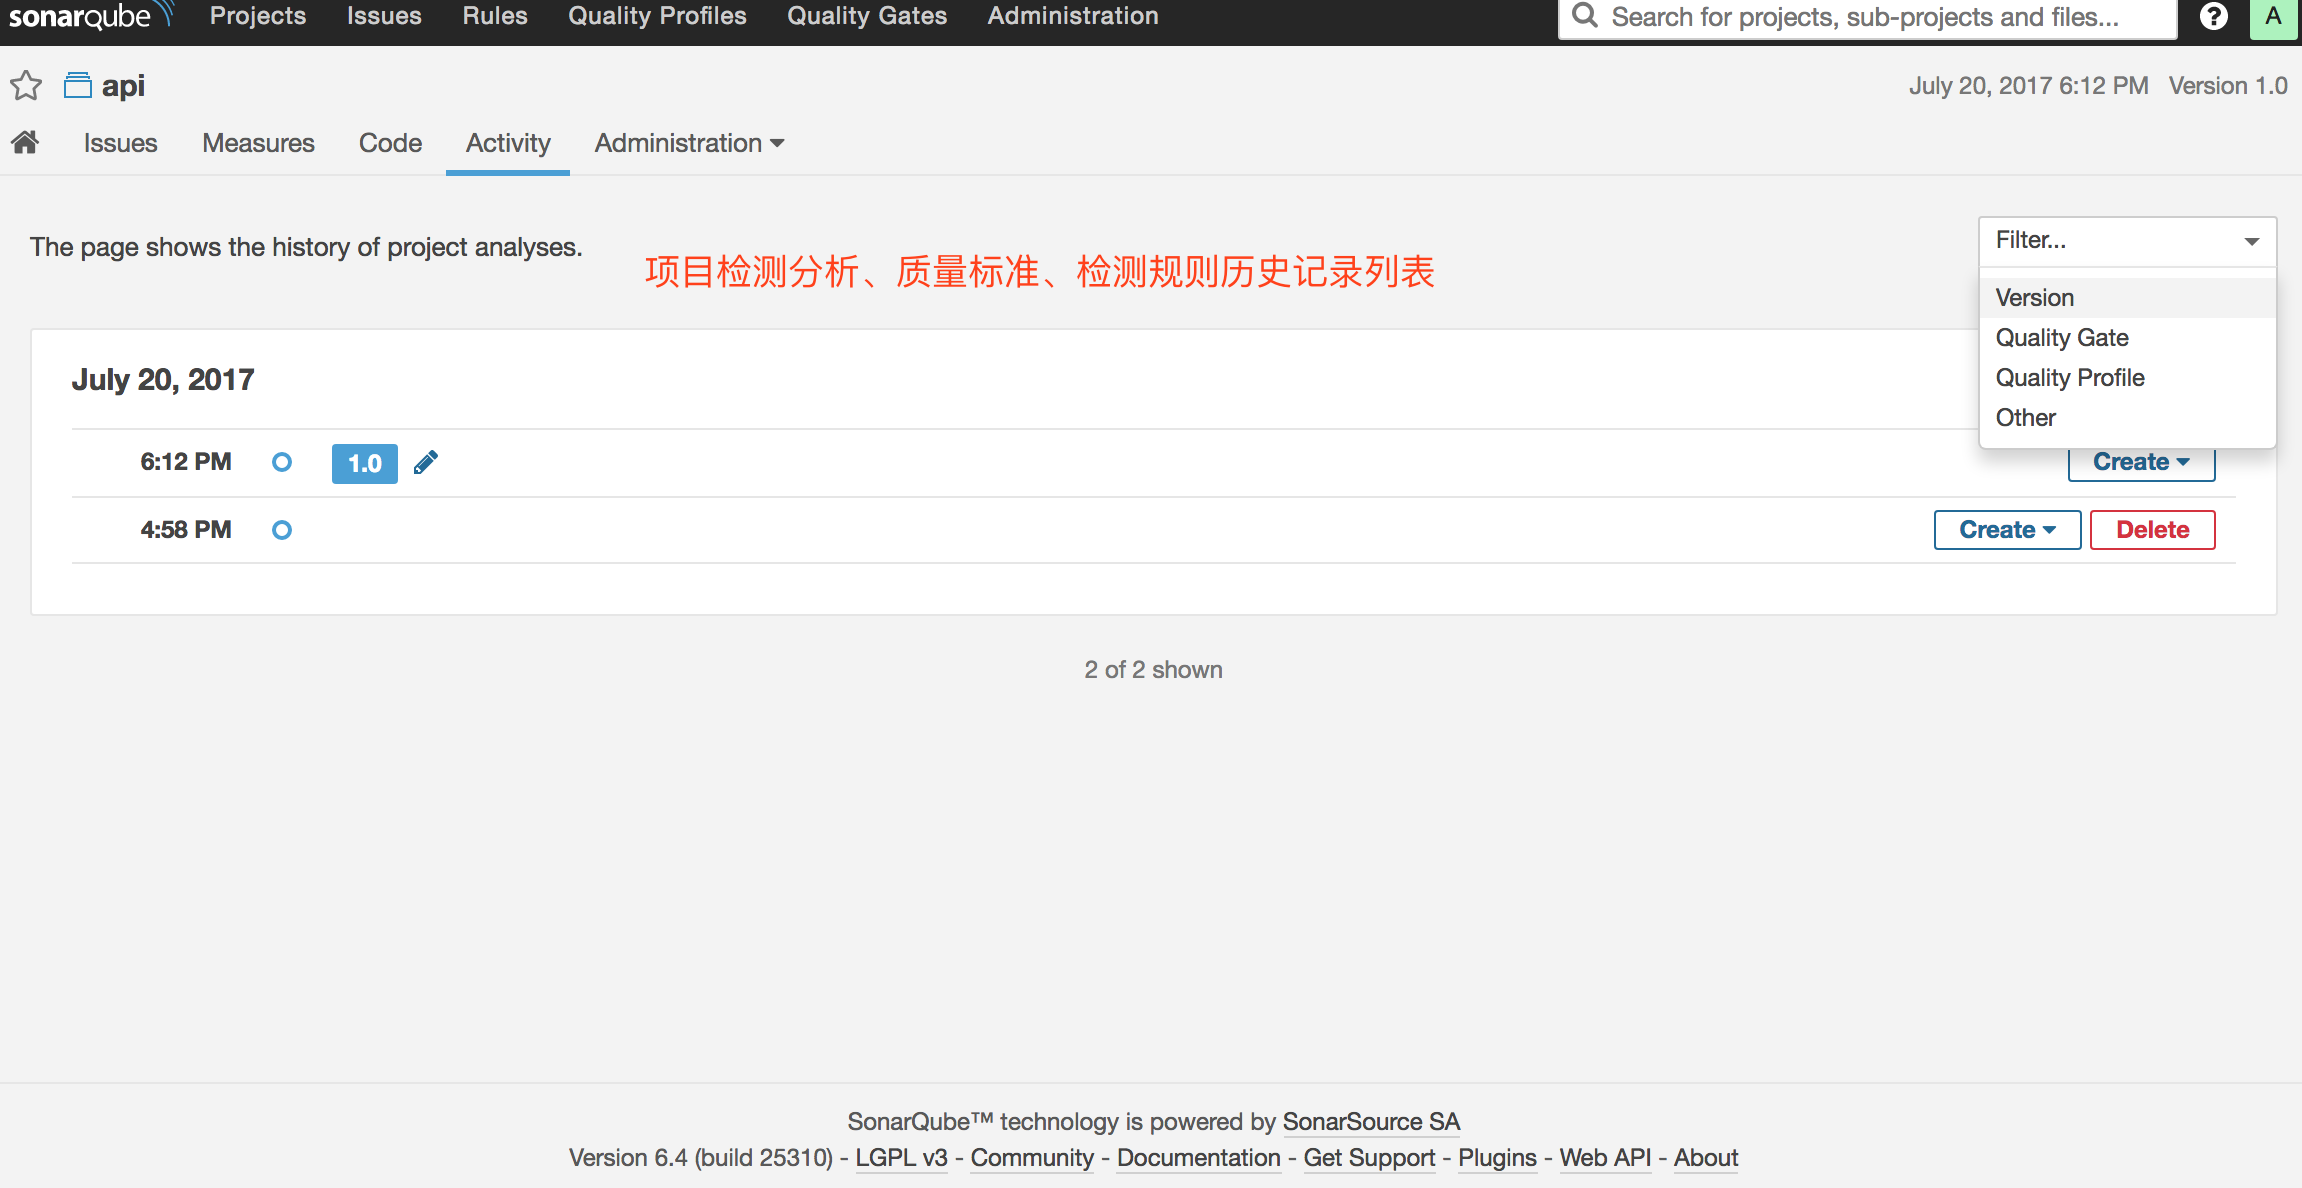 sonarqube Projects Issues Rules Quality Profiles Quality Gates Administration Search for projects, sub-projects and files... ? A
api July 20, 2017 6:12 PM Version 1.0
Issues Measures Code Activity Administration
The page shows the history of project analyses.
项目检测分析、质量标准、检测规则历史记录列表
Filter...
Version
Quality Gate
Quality Profile
Other
July 20, 2017
6:12 PM 1.0 Create
4:58 PM Create Delete
2 of 2 shown
SonarQube™ technology is powered by SonarSource SA
Version 6.4 (build 25310) - LGPL v3 - Community - Documentation - Get Support - Plugins - Web API - About